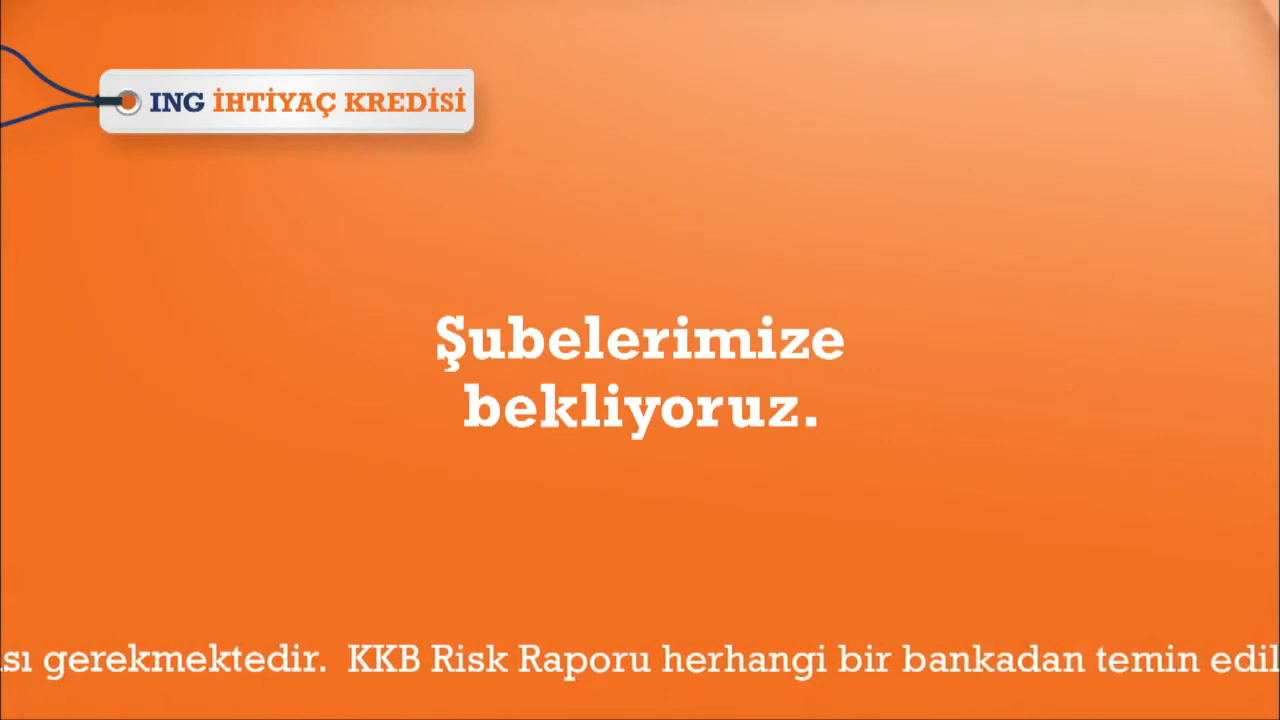 ING İHTİYAÇ KREDİSİ
Şubelerimize
bekliyoruz.
gerekmektedir. KKB Risk Raporu herhangi bir bankadan temin